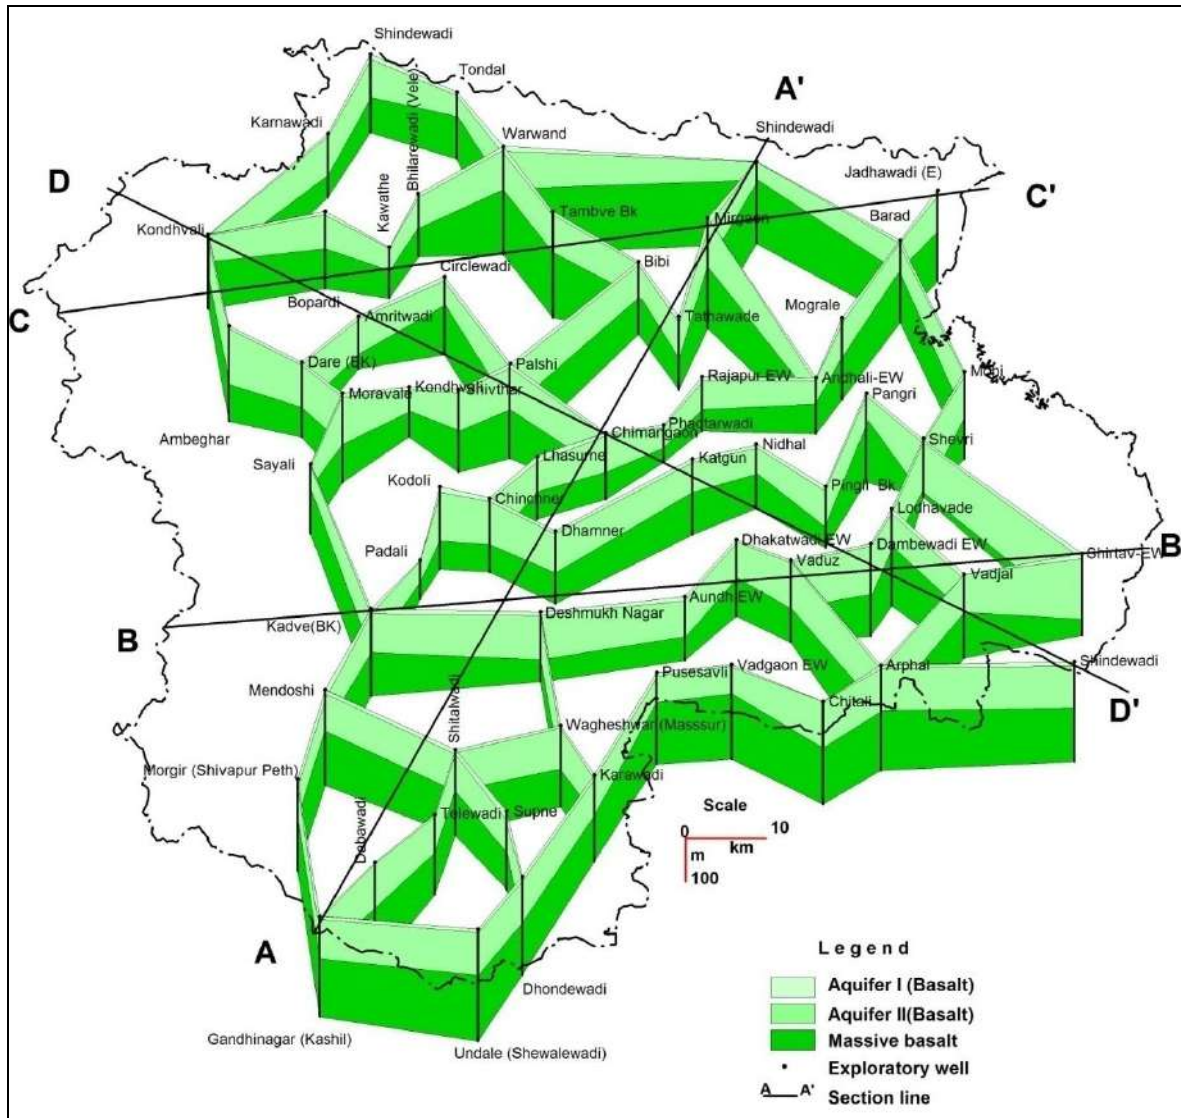 Shindewadi
Tondal
A'
Karnawadi
Bhilarewadi (Vele)
Warwand
Shindewadi
Jadhawadi (E)
D
Kawathe
C'
Kondhvali
Tambve Bk
Mirgaon
Barad
Circlewadi
Bibi
Bopardi
Mograle
C
Amritwadi
Tathawade
Dare (BK)
Palshi
Mohi
Rajapur-EW
Andhali-EW
Moravale
Kondhvali
Shivthar
Pangri
Ambeghar
Chimangaon
Phadtarwadi
Shevri
Sayali
Lhasurne
Nidhal
Kodoli
Katgun
Chinchner
Pingli Bk
Lodhavade
Dhamner
Padali
Dhakatwadi EW
Dambewadi EW
Shirtav-EW
B
Vaduz
Vadjal
Kadve(BK)
Deshmukh Nagar
Aundh EW
B
Mendoshi
Pusesavli
Vadgaon EW
Arphal
Shindewadi
Shitalwadi
Chitali
D'
Wagheshwar (Masssur)
Morgir (Shivapur Peth)
Karawadi
Dabawadi
Telewadi
Supne
Scale
0
10
m
km
100
A
Legend
Aquifer I (Basalt)
Dhondewadi
Aquifer II(Basalt)
Gandhinagar (Kashil)
Massive basalt
Undale (Shewalewadi)
Exploratory well
A A'
Section line